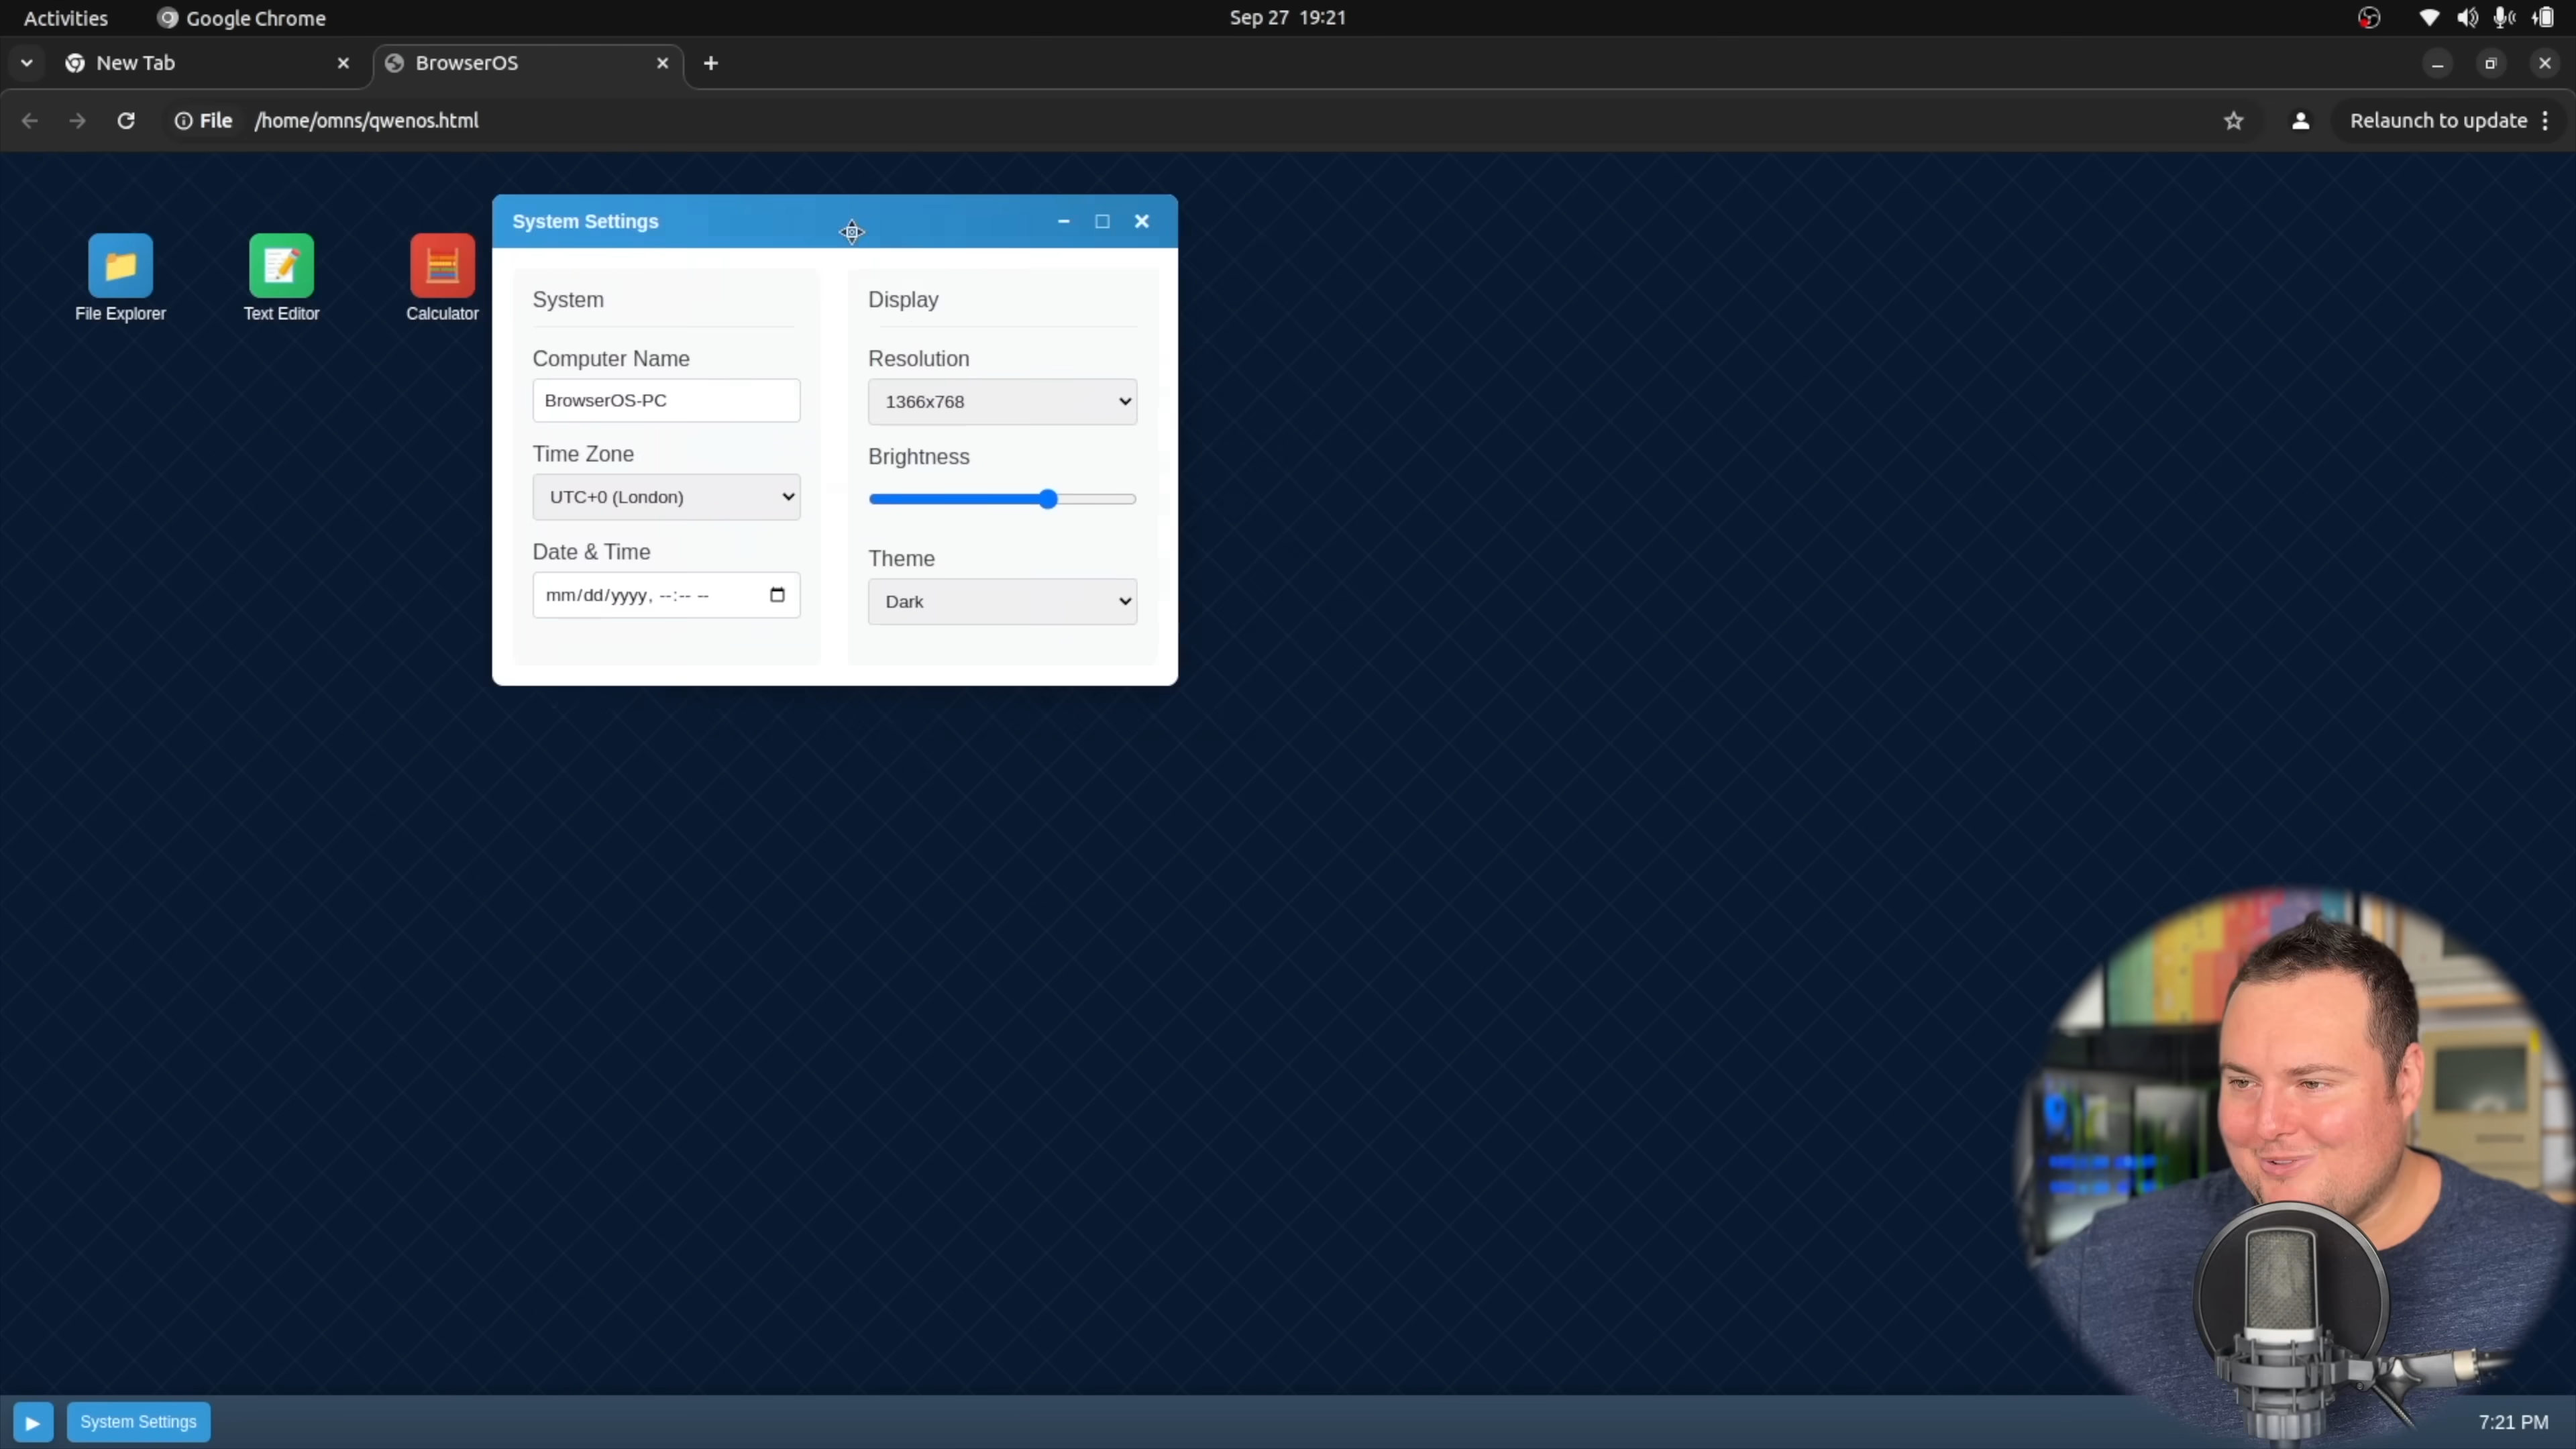 Activities Google Chrome Sep 27 19:21
New Tab BrowserOS
File /home/omns/qwenos.html Relaunch to update
System Settings
File Explorer Text Editor Calculator
System
Computer Name
BrowserOS-PC
Time Zone
UTC+0 (London)
Date & Time
mm/dd/yyyy, --:-- --
Display
Resolution
1366x768
Brightness
Theme
Dark
System Settings 7:21 PM